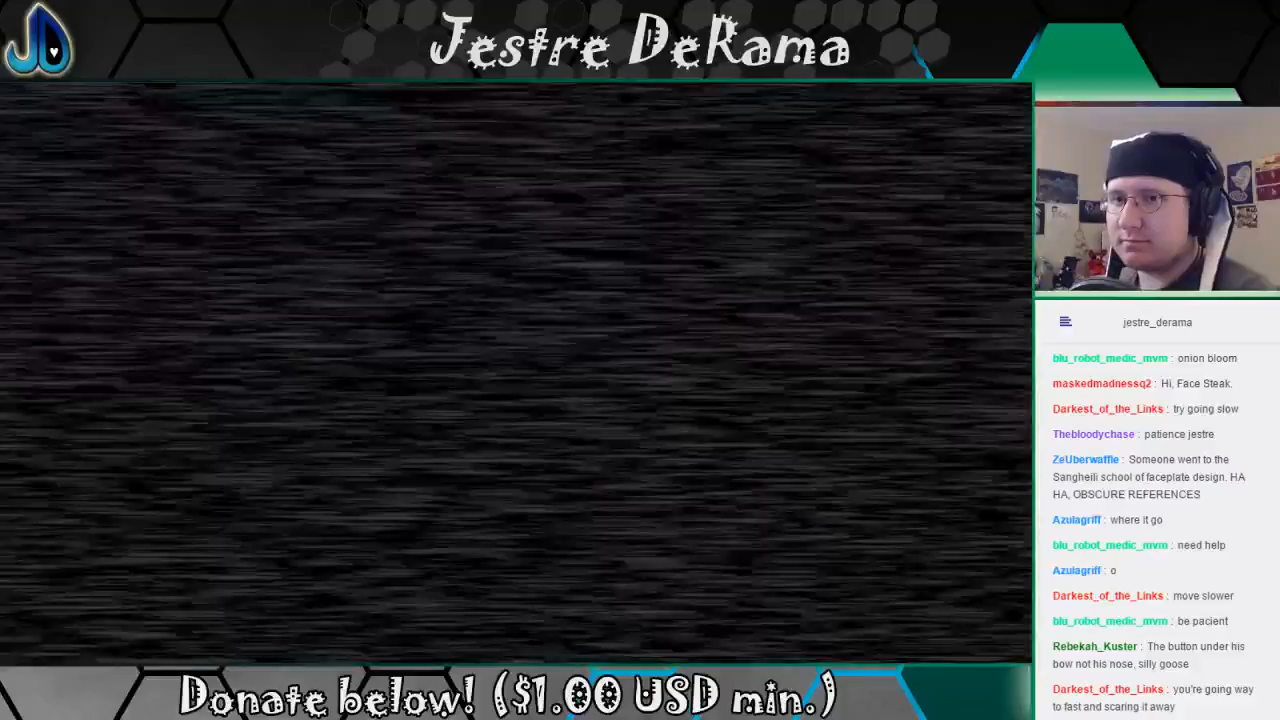 JD
Jestre DeRama
jestre_derama
blu_robot_medic_mvm : onion bloom
maskedmadnessq2 : Hi, Face Steak.
Darkest_of_the_Links : try going slow
Thebloodychase : patience jestre
ZeUberwaffle : Someone went to the
Sangheili school of faceplate design. HA
HA, OBSCURE REFERENCES
Azulagriff : where it go
blu_robot_medic_mvm : need help
Azulagriff : o
Darkest_of_the_Links : move slower
blu_robot_medic_mvm : be pacient
Rebekah_Kuster : The button under his
bow not his nose, silly goose
Darkest_of_the_Links : you're going way
to fast and scaring it away
Donate below! ($1.00 USD min.)